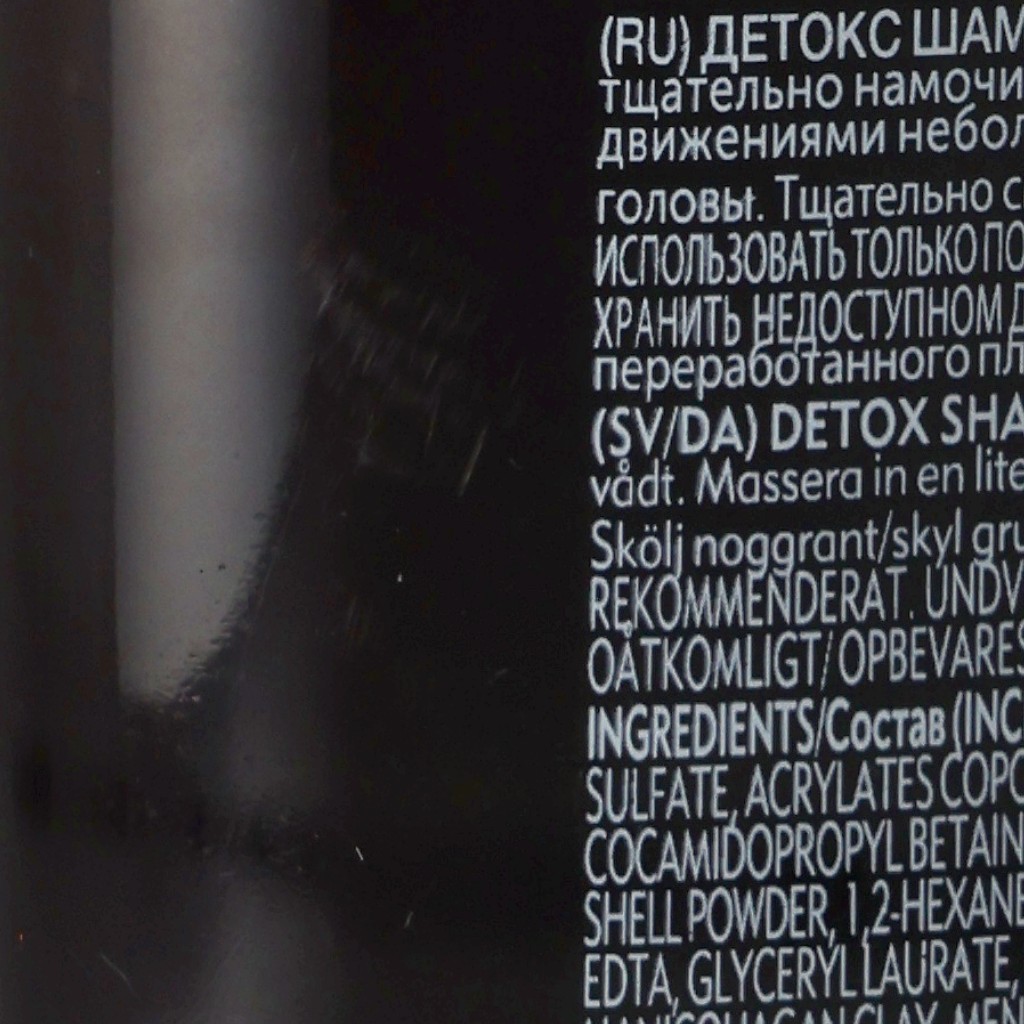 (RU) ДЕТОКС ШАМ
тщательно намочи
движениями небол
головы. Тщательно с
ИСПОЛЬЗОВАТЬ ТОЛЬКО ПО
ХРАНИТЬ НЕДОСТУПНОМ Д
переработанного пл
(SV/DA) DETOX SHA
vådt. Massera in en lite
Skölj noggrant/skyl gru
REKOMMENDERAT. UNDV
OÅTKOMLIGT/OPBEVARES
INGREDIENTS/Состав (INC
SULFATE, ACRYLATES COPO
COCAMIDOPROPYL BETAIN
SHELL POWDER, 1,2-HEXANE
EDTA, GLYCERYL LAURATE,